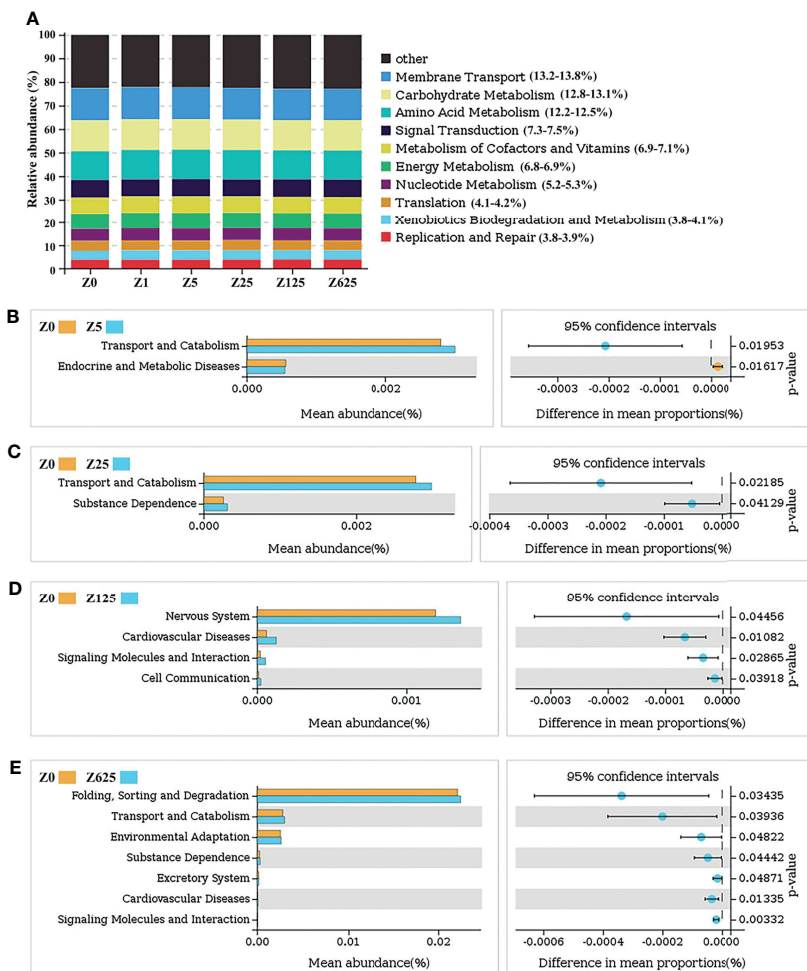 A
Relative abundance (%)
100
90
80
70
60
50
40
30
20
10
0
Z0 Z1 Z5 Z25 Z125 Z625
other
Membrane Transport (13.2-13.8%)
Carbohydrate Metabolism (12.8-13.1%)
Amino Acid Metabolism (12.2-12.5%)
Signal Transduction (7.3-7.5%)
Metabolism of Cofactors and Vitamins (6.9-7.1%)
Energy Metabolism (6.8-6.9%)
Nucleotide Metabolism (5.2-5.3%)
Translation (4.1-4.2%)
Xenobiotics Biodegradation and Metabolism (3.8-4.1%)
Replication and Repair (3.8-3.9%)
B
Z0 Z5
95% confidence intervals
Transport and Catabolism 0.01953
Endocrine and Metabolic Diseases 0.01617
p-value
0.000 0.002 -0.0003 -0.0002 -0.0001 0.0000
Mean abundance(%) Difference in mean proportions(%)
C
Z0 Z25
95% confidence intervals
Transport and Catabolism 0.02185
Substance Dependence 0.04129
p-value
0.000 0.002 -0.0004 -0.0003 -0.0002 -0.0001 0.0000
Mean abundance(%) Difference in mean proportions(%)
D
Z0 Z125
95% confidence intervals
Nervous System 0.04456
Cardiovascular Diseases 0.01082
Signaling Molecules and Interaction 0.02865
Cell Communication 0.03918
p-value
0.000 0.001 -0.0003 -0.0002 -0.0001 0.0000
Mean abundance(%) Difference in mean proportions(%)
E
Z0 Z625
95% confidence intervals
Folding, Sorting and Degradation 0.03435
Transport and Catabolism 0.03936
Environmental Adaptation 0.04822
Substance Dependence 0.04442
Excretory System 0.04871
Cardiovascular Diseases 0.01335
Signaling Molecules and Interaction 0.00332
p-value
0.00 0.01 0.02 -0.0006 -0.0004 -0.0002 0.0000
Mean abundance(%) Difference in mean proportions(%)